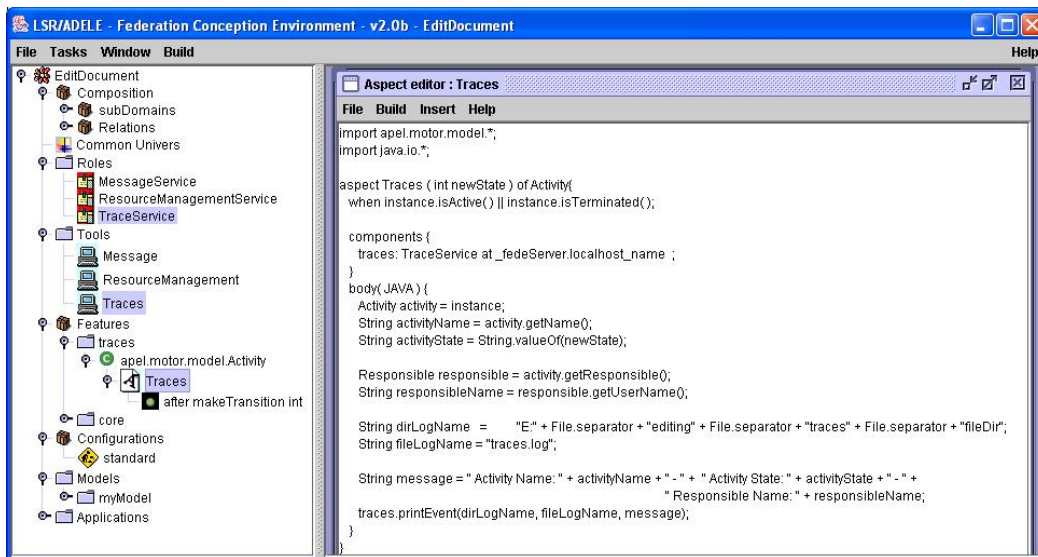 LSR/ADELE - Federation Conception Environment - v2.0b - EditDocument
File Tasks Window Build Help
EditDocument
Composition
subDomains
Relations
Common Univers
Roles
MessageService
ResourceManagementService
TraceService
Tools
Message
ResourceManagement
Traces
Features
traces
C apel.motor.model.Activity
Traces
after makeTransition int
core
Configurations
standard
Models
myModel
Applications
Aspect editor : Traces
File Build Insert Help
import apel.motor.model.*;
import java.io.*;
aspect Traces ( int newState ) of Activity{
when instance.isActive() || instance.isTerminated();
components {
traces: TraceService at _fedeServer.localhost_name ;
}
body( JAVA ) {
Activity activity = instance;
String activityName = activity.getName();
String activityState = String.valueOf(newState);
Responsible responsible = activity.getResponsible();
String responsibleName = responsible.getUserName();
String dirLogName = "E:" + File.separator + "editing" + File.separator + "traces" + File.separator + "fileDir";
String fileLogName = "traces.log";
String message = " Activity Name: " + activityName + " - " + " Activity State: " + activityState + " - " +
" Responsible Name: " + responsibleName;
traces.printEvent(dirLogName, fileLogName, message);
}
}